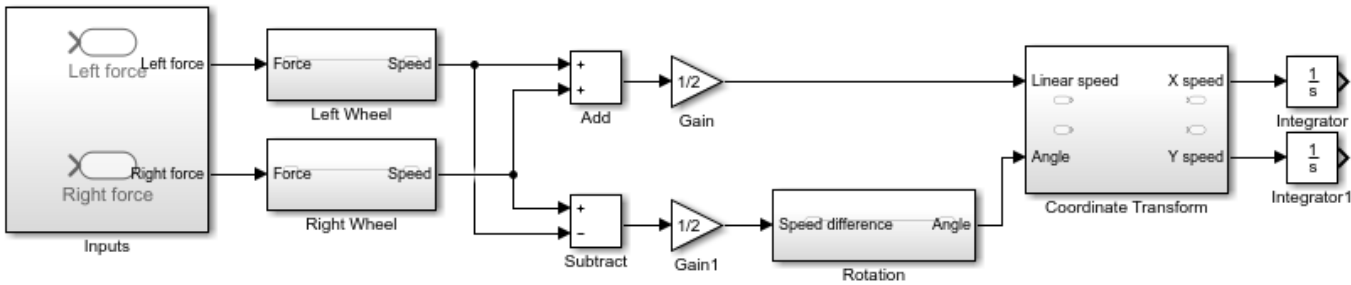 Left force
Left force
Right force
Right force
Inputs
Force
Speed
Left Wheel
Force
Speed
Right Wheel
+
+
Add
+
−
Subtract
1/2
Gain
1/2
Gain1
Speed difference
Angle
Rotation
Linear speed
X speed
Angle
Y speed
Coordinate Transform
1
s
Integrator
1
s
Integrator1